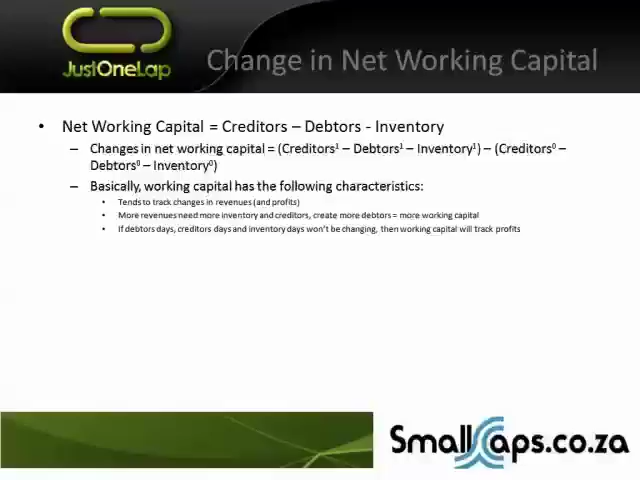 JustOneLap
Change in Net Working Capital
• Net Working Capital = Creditors – Debtors - Inventory
– Changes in net working capital = (Creditors¹ – Debtors¹ – Inventory¹) – (Creditors⁰ –
Debtors⁰ – Inventory⁰)
– Basically, working capital has the following characteristics:
• Tends to track changes in revenues (and profits)
• More revenues need more inventory and creditors, create more debtors = more working capital
• If debtors days, creditors days and inventory days won't be changing, then working capital will track profits
SmallCaps.co.za